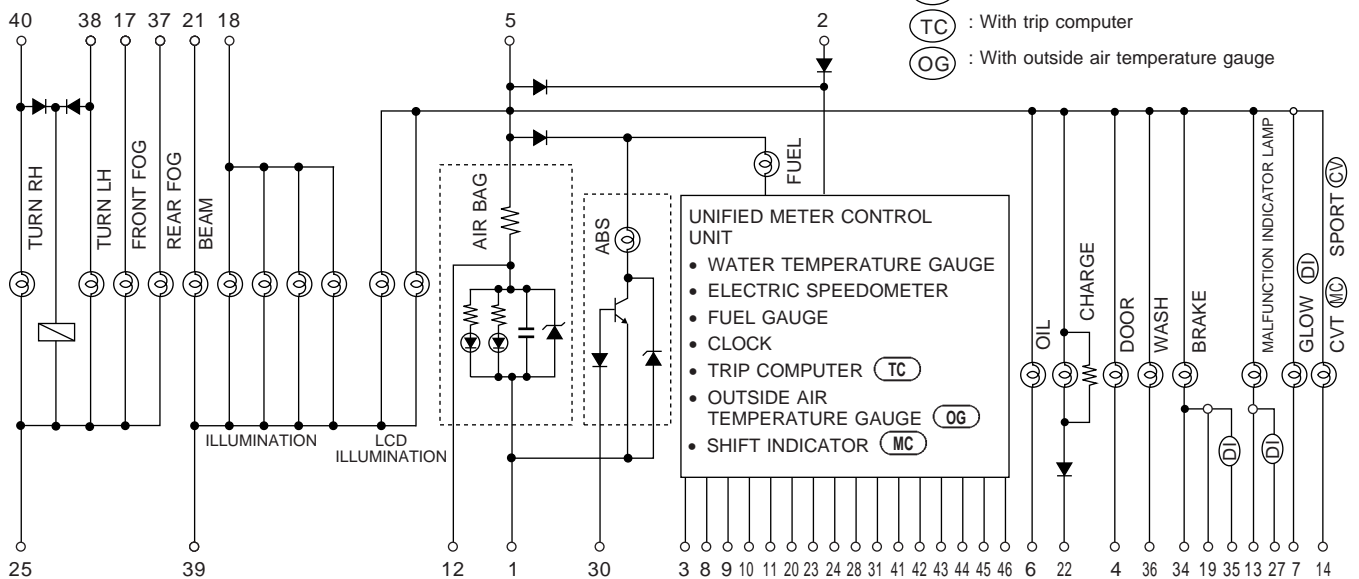 40 38 17 37 21 18 5 2
TC : With trip computer
OG : With outside air temperature gauge
TURN RH
TURN LH
FRONT FOG
REAR FOG
BEAM
AIR BAG
ABS
FUEL
UNIFIED METER CONTROL
UNIT
• WATER TEMPERATURE GAUGE
• ELECTRIC SPEEDOMETER
• FUEL GAUGE
• CLOCK
• TRIP COMPUTER TC
• OUTSIDE AIR
TEMPERATURE GAUGE OG
• SHIFT INDICATOR MC
OIL
CHARGE
DOOR
WASH
BRAKE
MALFUNCTION INDICATOR LAMP
GLOW DI
CVT MC SPORT CV
DI
DI
ILLUMINATION
LCD
ILLUMINATION
25 39 12 1 30 3 8 9 10 11 20 23 24 28 31 41 42 43 44 45 46 6 22 4 36 34 19 35 13 27 7 14